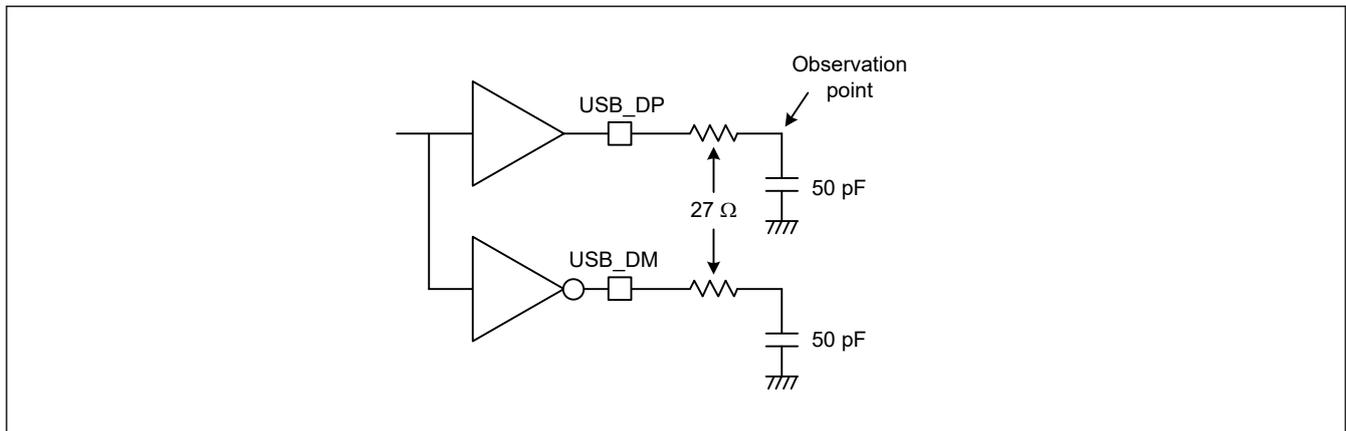 Observation
point
USB_DP
50 pF
27 Ω
USB_DM
50 pF